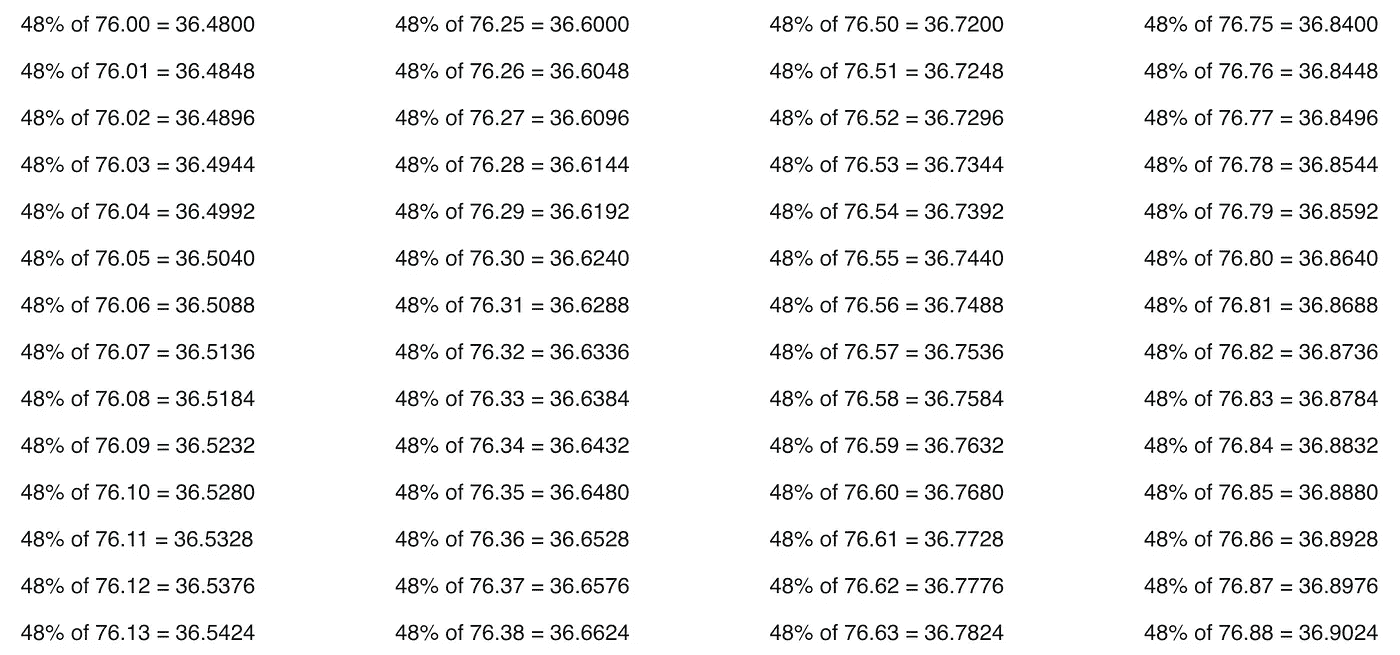 48% of 76.00 = 36.4800 48% of 76.25 = 36.6000 48% of 76.50 = 36.7200 48% of 76.75 = 36.8400
48% of 76.01 = 36.4848 48% of 76.26 = 36.6048 48% of 76.51 = 36.7248 48% of 76.76 = 36.8448
48% of 76.02 = 36.4896 48% of 76.27 = 36.6096 48% of 76.52 = 36.7296 48% of 76.77 = 36.8496
48% of 76.03 = 36.4944 48% of 76.28 = 36.6144 48% of 76.53 = 36.7344 48% of 76.78 = 36.8544
48% of 76.04 = 36.4992 48% of 76.29 = 36.6192 48% of 76.54 = 36.7392 48% of 76.79 = 36.8592
48% of 76.05 = 36.5040 48% of 76.30 = 36.6240 48% of 76.55 = 36.7440 48% of 76.80 = 36.8640
48% of 76.06 = 36.5088 48% of 76.31 = 36.6288 48% of 76.56 = 36.7488 48% of 76.81 = 36.8688
48% of 76.07 = 36.5136 48% of 76.32 = 36.6336 48% of 76.57 = 36.7536 48% of 76.82 = 36.8736
48% of 76.08 = 36.5184 48% of 76.33 = 36.6384 48% of 76.58 = 36.7584 48% of 76.83 = 36.8784
48% of 76.09 = 36.5232 48% of 76.34 = 36.6432 48% of 76.59 = 36.7632 48% of 76.84 = 36.8832
48% of 76.10 = 36.5280 48% of 76.35 = 36.6480 48% of 76.60 = 36.7680 48% of 76.85 = 36.8880
48% of 76.11 = 36.5328 48% of 76.36 = 36.6528 48% of 76.61 = 36.7728 48% of 76.86 = 36.8928
48% of 76.12 = 36.5376 48% of 76.37 = 36.6576 48% of 76.62 = 36.7776 48% of 76.87 = 36.8976
48% of 76.13 = 36.5424 48% of 76.38 = 36.6624 48% of 76.63 = 36.7824 48% of 76.88 = 36.9024